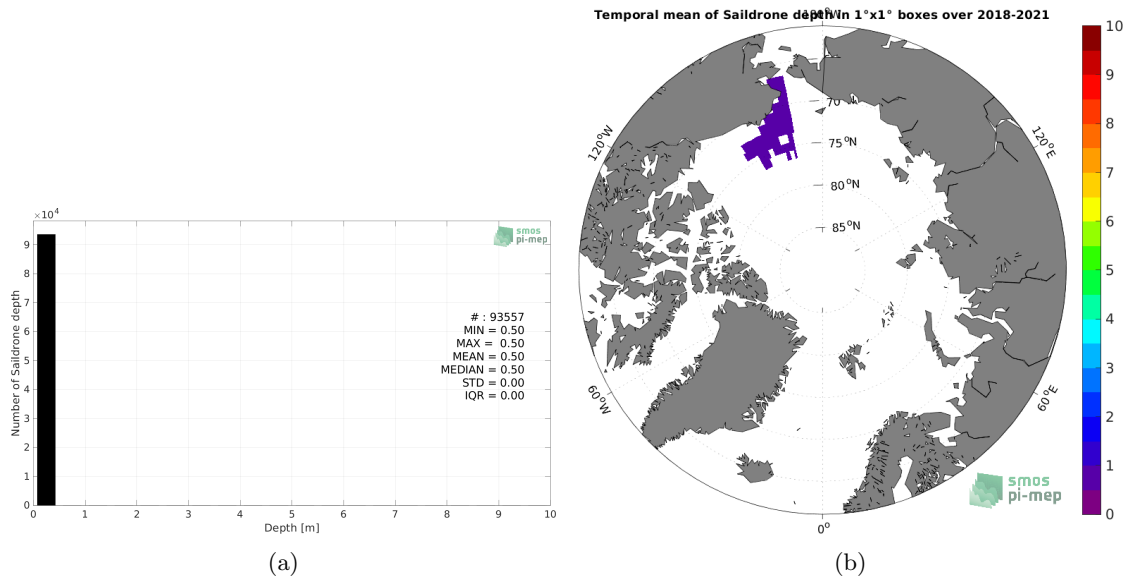 ×10⁴
9
8
7
6
5
4
3
2
1
0
Number of Saildrone depth
smos
pi-mep
# : 93557
MIN = 0.50
MAX = 0.50
MEAN = 0.50
MEDIAN = 0.50
STD = 0.00
IQR = 0.00
0 1 2 3 4 5 6 7 8 9 10
Depth [m]
(a)
Temporal mean of Saildrone depth in 1°x1° boxes over 2018-2021
180°W
120°W
120°E
75°N
80°N
85°N
60°W
60°E
0°
smos
pi-mep
10
9
8
7
6
5
4
3
2
1
0
(b)